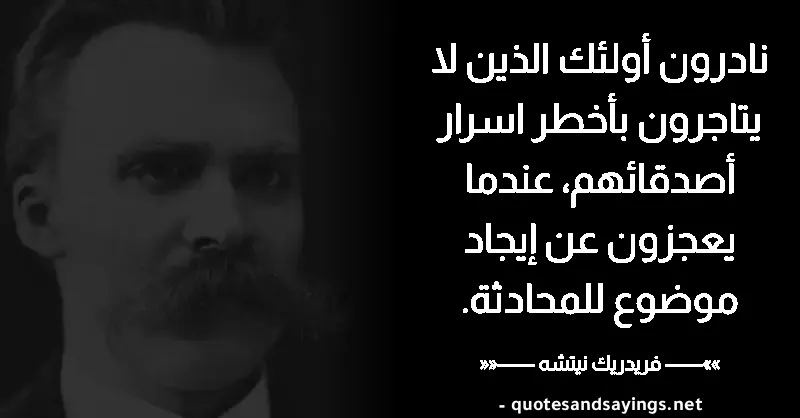 نادرون أولئك الذين لا
يتاجرون بأخطر اسرار
أصدقائهم، عندما
يعجزون عن إيجاد
موضوع للمحادثة.
»»—— فريدريك نيتشه ——««
- quotesandsayings.net